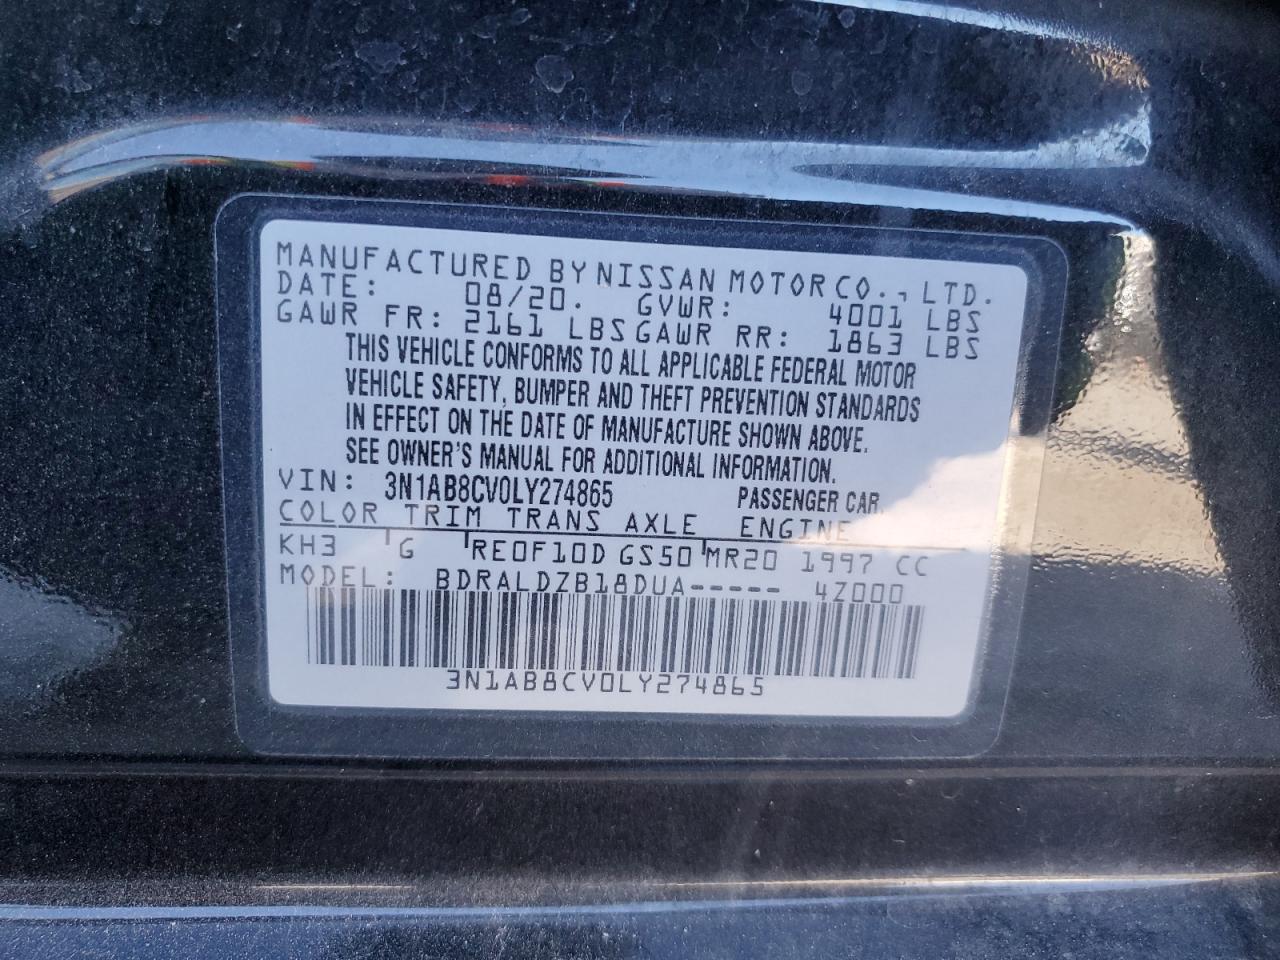 MANUFACTURED BY NISSAN MOTOR CO., LTD.
DATE: 08/20. GVWR: 4001 LBS
GAWR FR: 2161 LBS GAWR RR: 1863 LBS
THIS VEHICLE CONFORMS TO ALL APPLICABLE FEDERAL MOTOR
VEHICLE SAFETY, BUMPER AND THEFT PREVENTION STANDARDS
IN EFFECT ON THE DATE OF MANUFACTURE SHOWN ABOVE.
SEE OWNER'S MANUAL FOR ADDITIONAL INFORMATION.
VIN: 3N1AB8CV0LY274865 PASSENGER CAR
COLOR TRIM TRANS AXLE ENGINE
KH3 G RE0F10D GS50 MR20 1997 CC
MODEL: BDRALDZB18DUA----- 4Z000
3N1AB8CV0LY274865